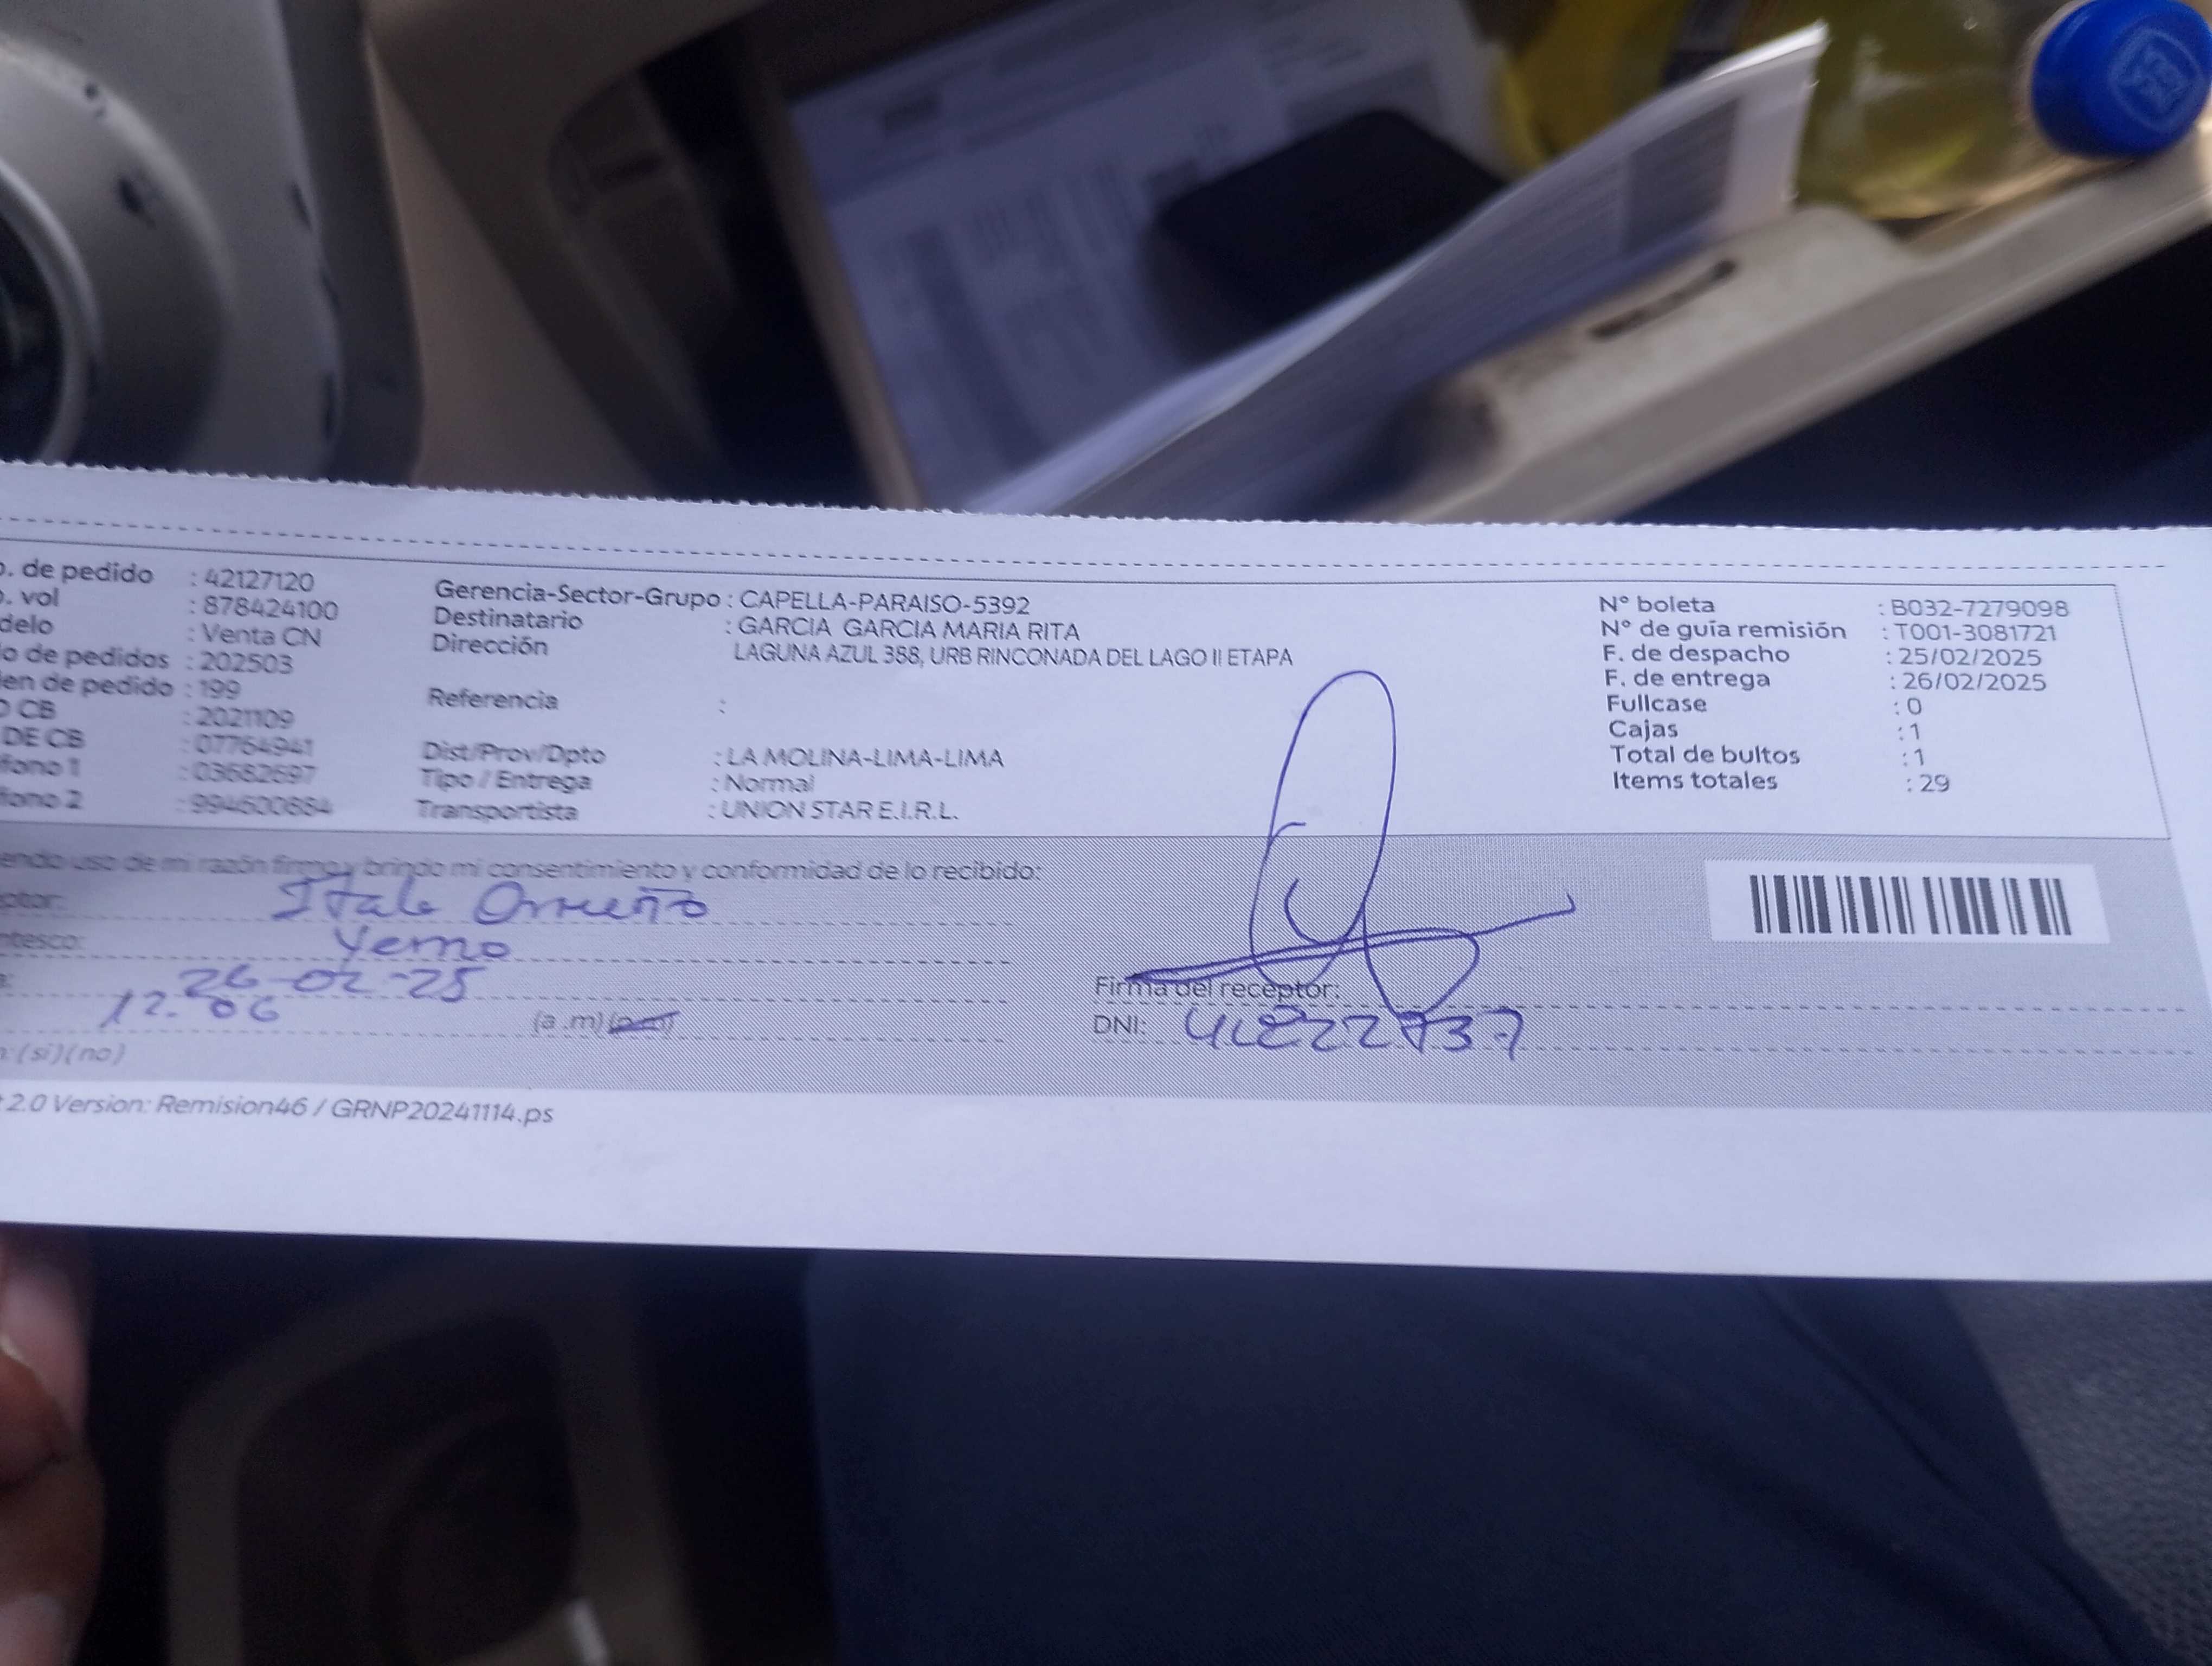 . de pedido : 42127120
. vol : 878424100
delo : Venta CN
o de pedidos : 202503
en de pedido : 199
CB : 2021109
DE CB : 07764941
fono 1 : 03682697
fono 2 : 994600884
Gerencia-Sector-Grupo : CAPELLA-PARAISO-5392
Destinatario : GARCIA GARCIA MARIA RITA
Dirección LAGUNA AZUL 388, URB RINCONADA DEL LAGO II ETAPA
Referencia :
Dist/Prov/Dpto : LA MOLINA-LIMA-LIMA
Tipo / Entrega : Normal
Transportista : UNION STAR E.I.R.L.
N° boleta : B032-7279098
N° de guía remisión : T001-3081721
F. de despacho : 25/02/2025
F. de entrega : 26/02/2025
Fullcase : 0
Cajas : 1
Total de bultos : 1
Items totales : 29
endo uso de mi razón firmo y brindo mi consentimiento y conformidad de lo recibido:
ptor: Italo Ormeño
ntesco: Yerno
26-02-25
12:06 (a.m) (p.m)
: (si) (no)
Firma del receptor:
DNI:
2.0 Version: Remision46 / GRNP20241114.ps